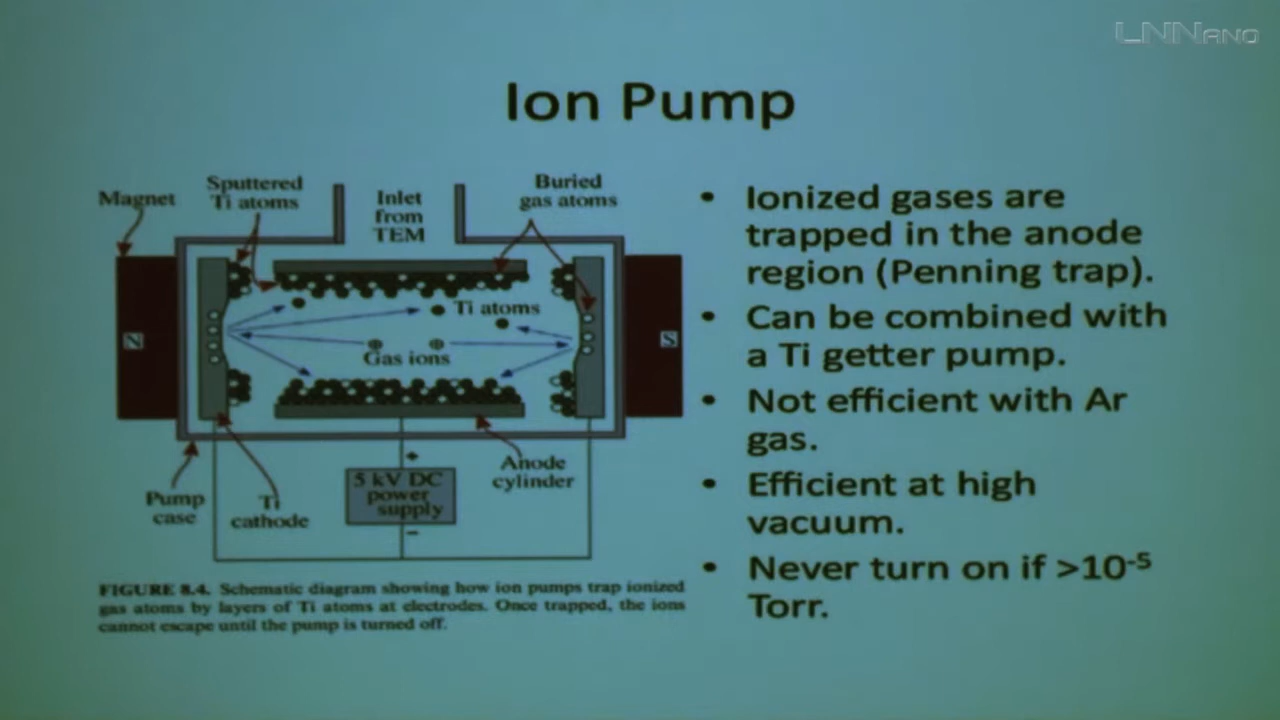 LNNANO
Ion Pump
Magnet
Sputtered
Ti atoms
Inlet
from
TEM
Buried
gas atoms
Ti atoms
N
S
Gas ions
Pump
case
Ti
cathode
+
5 kV DC
power
supply
−
Anode
cylinder
FIGURE 8.4. Schematic diagram showing how ion pumps trap ionized
gas atoms by layers of Ti atoms at electrodes. Once trapped, the ions
cannot escape until the pump is turned off.
• Ionized gases are
trapped in the anode
region (Penning trap).
• Can be combined with
a Ti getter pump.
• Not efficient with Ar
gas.
• Efficient at high
vacuum.
• Never turn on if >10⁻⁵
Torr.